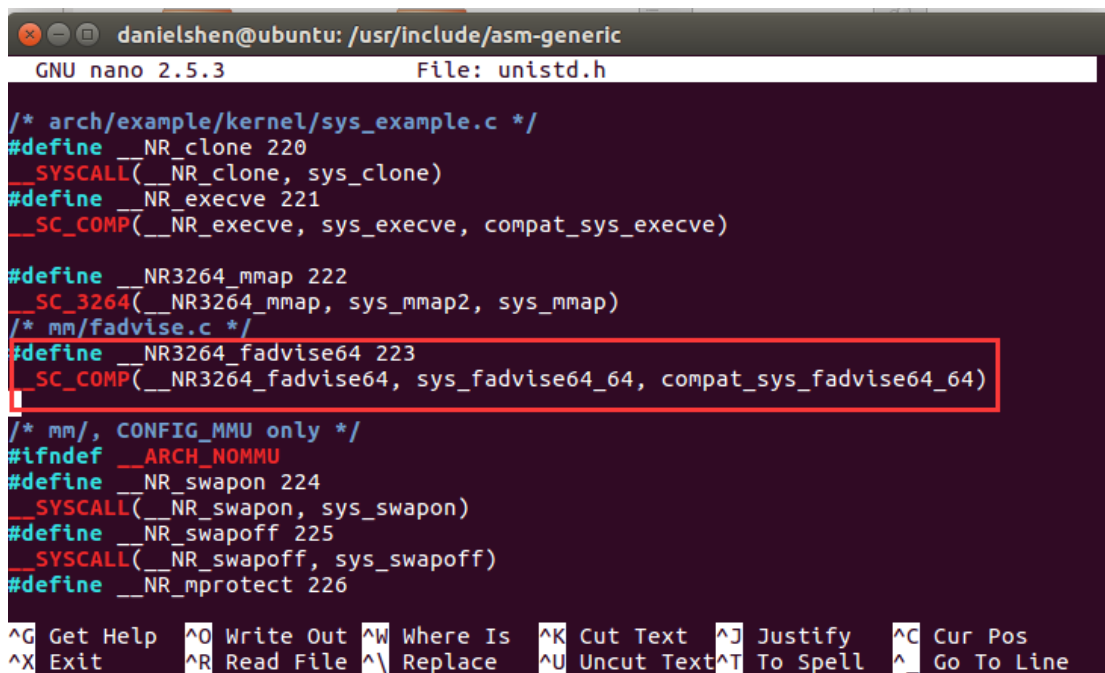 danielshen@ubuntu: /usr/include/asm-generic
GNU nano 2.5.3 File: unistd.h
/* arch/example/kernel/sys_example.c */
#define __NR_clone 220
__SYSCALL(__NR_clone, sys_clone)
#define __NR_execve 221
__SC_COMP(__NR_execve, sys_execve, compat_sys_execve)
#define __NR3264_mmap 222
__SC_3264(__NR3264_mmap, sys_mmap2, sys_mmap)
/* mm/fadvise.c */
#define __NR3264_fadvise64 223
__SC_COMP(__NR3264_fadvise64, sys_fadvise64_64, compat_sys_fadvise64_64)
/* mm/, CONFIG_MMU only */
#ifndef __ARCH_NOMMU
#define __NR_swapon 224
__SYSCALL(__NR_swapon, sys_swapon)
#define __NR_swapoff 225
__SYSCALL(__NR_swapoff, sys_swapoff)
#define __NR_mprotect 226
^G Get Help ^O Write Out ^W Where Is ^K Cut Text ^J Justify ^C Cur Pos
^X Exit ^R Read File ^\ Replace ^U Uncut Text ^T To Spell ^_ Go To Line